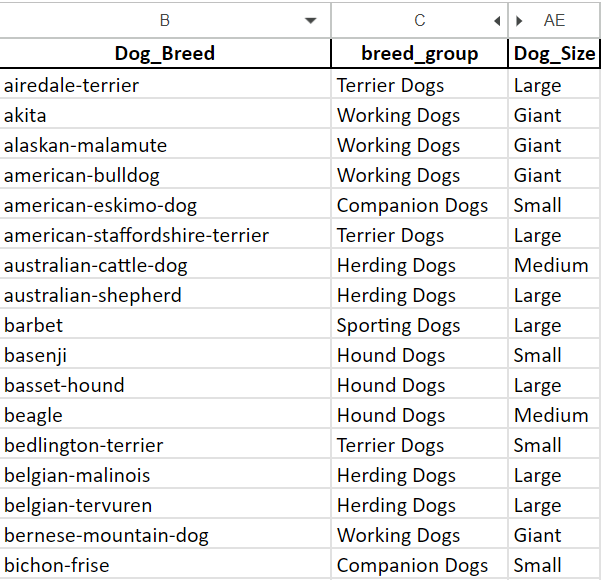 B C AE
Dog_Breed breed_group Dog_Size
airedale-terrier Terrier Dogs Large
akita Working Dogs Giant
alaskan-malamute Working Dogs Giant
american-bulldog Working Dogs Giant
american-eskimo-dog Companion Dogs Small
american-staffordshire-terrier Terrier Dogs Large
australian-cattle-dog Herding Dogs Medium
australian-shepherd Herding Dogs Large
barbet Sporting Dogs Large
basenji Hound Dogs Small
basset-hound Hound Dogs Large
beagle Hound Dogs Medium
bedlington-terrier Terrier Dogs Small
belgian-malinois Herding Dogs Large
belgian-tervuren Herding Dogs Large
bernese-mountain-dog Working Dogs Giant
bichon-frise Companion Dogs Small